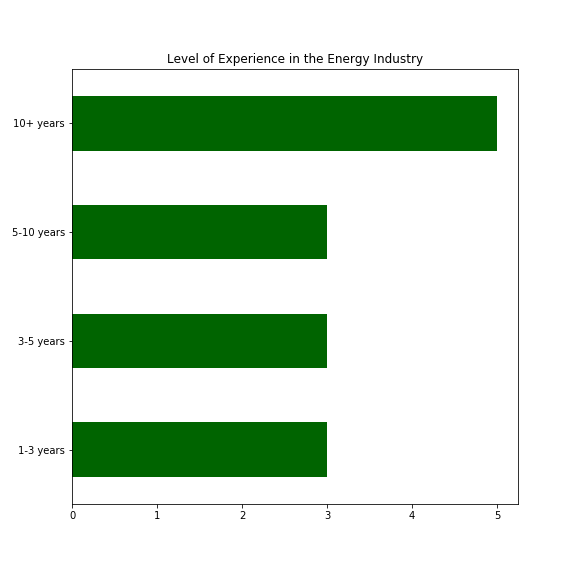 Level of Experience in the Energy Industry
10+ years
5-10 years
3-5 years
1-3 years
0 1 2 3 4 5